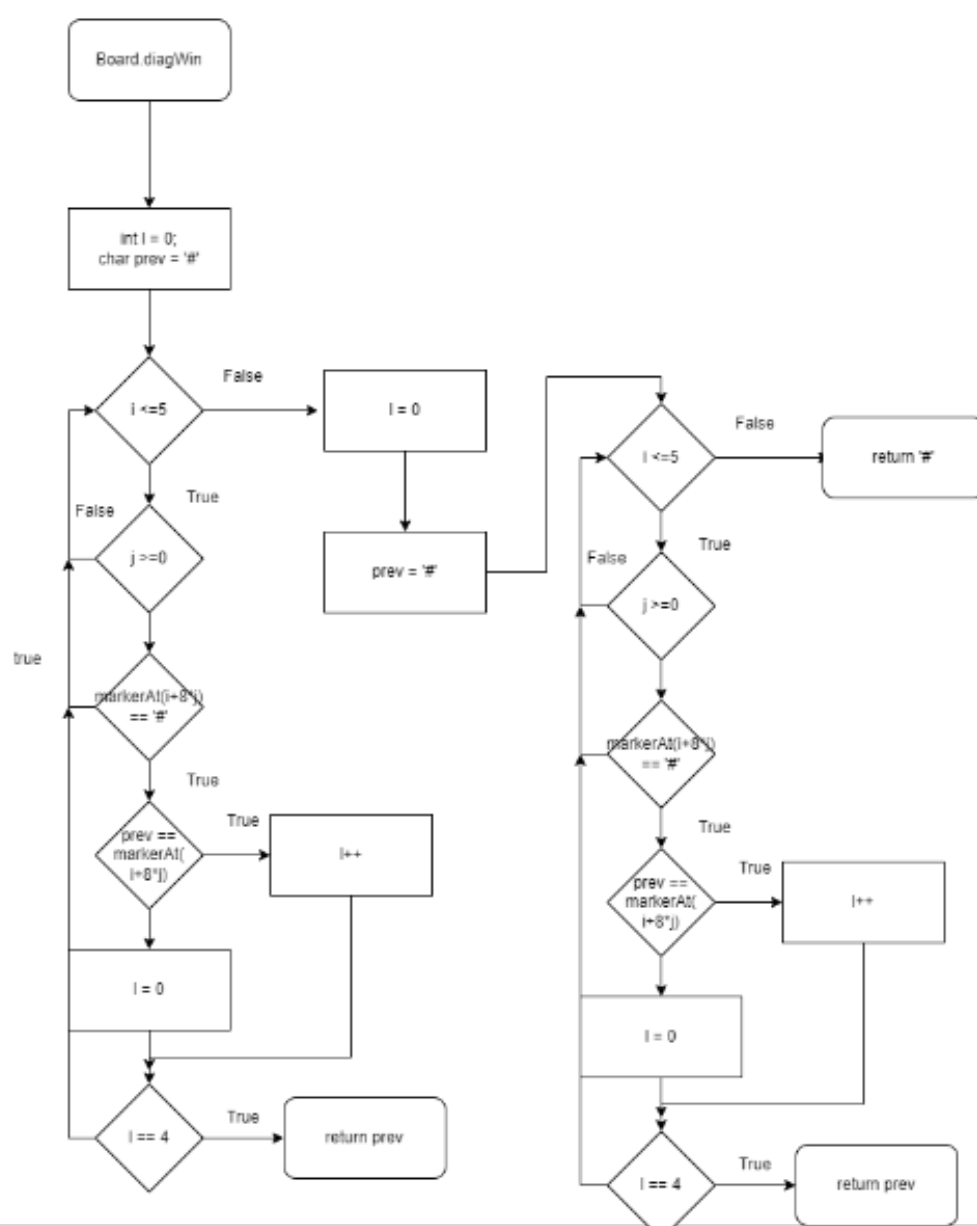 Board.diagWin
int l = 0;
char prev = '#'
i <=5
False
l = 0
True
False
j >=0
prev = '#'
true
markerAt(i+8*j)
== '#'
True
prev ==
markerAt(
i+8*j)
True
l++
l = 0
l == 4
True
return prev
i <=5
False
return '#'
True
False
j >=0
markerAt(i+8*j)
== '#'
True
prev ==
markerAt(
i+8*j)
True
l++
l = 0
l == 4
True
return prev